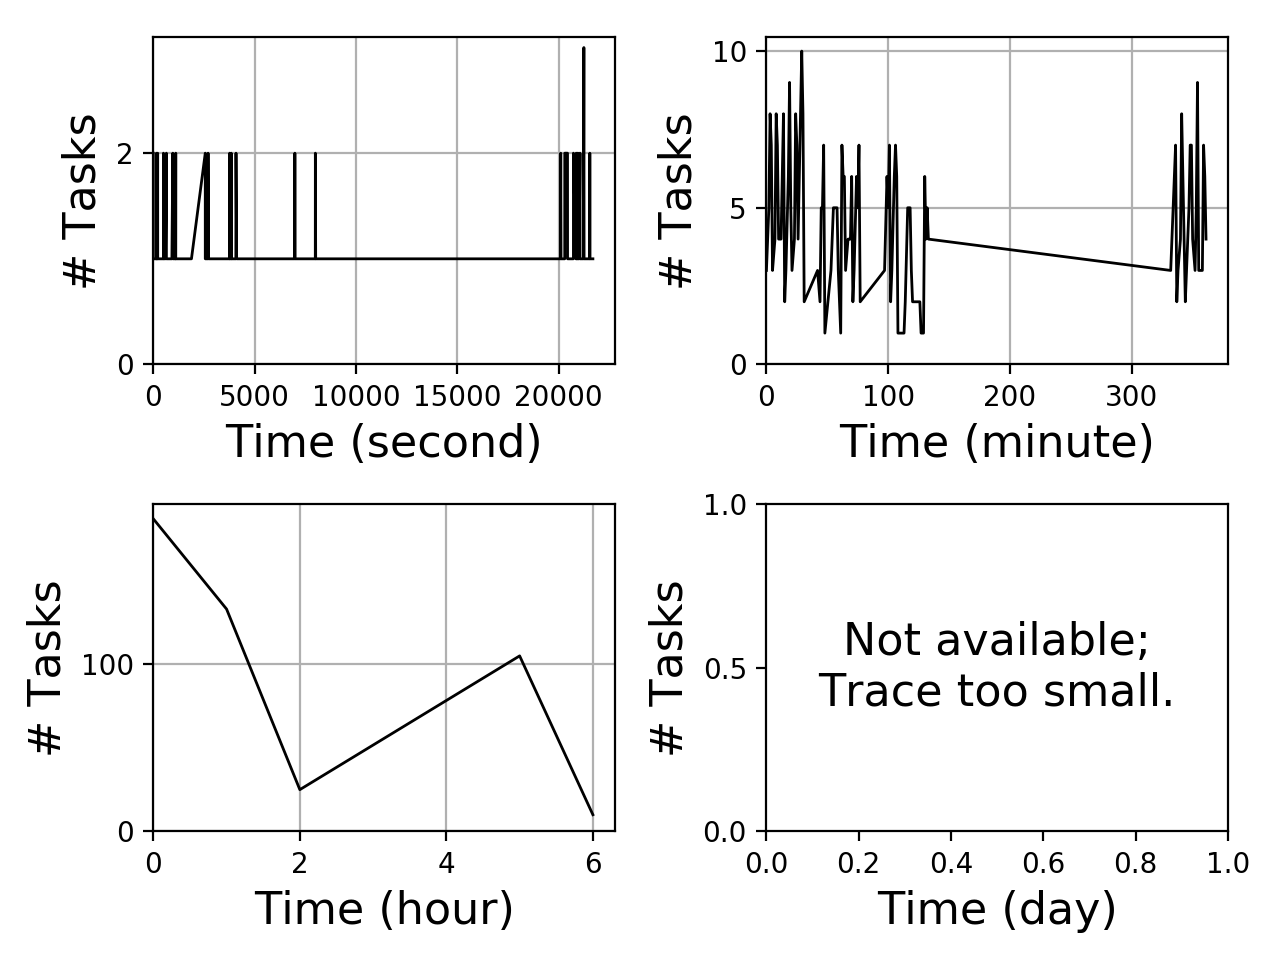 # Tasks
2
0
0 5000 10000 15000 20000
Time (second)
# Tasks
10
5
0
0 100 200 300
Time (minute)
# Tasks
100
0
0 2 4 6
Time (hour)
# Tasks
1.0
0.5
0.0
Not available;
Trace too small.
0.0 0.2 0.4 0.6 0.8 1.0
Time (day)